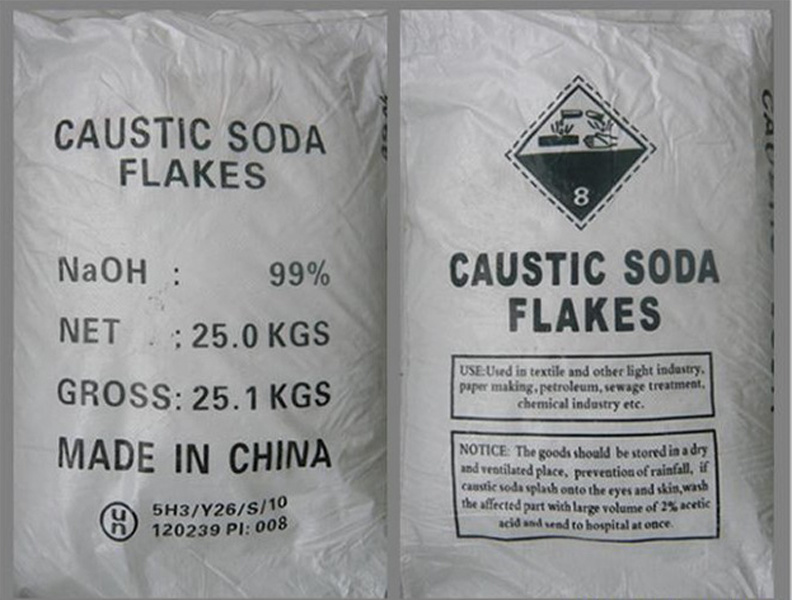 CAUSTIC SODA
FLAKES
NaOH : 99%
NET : 25.0 KGS
GROSS: 25.1 KGS
MADE IN CHINA
un
5H3/Y26/S/10
120239 PI: 008
8
CAUSTIC SODA
FLAKES
USE:Used in textile and other light industry,
paper making, petroleum, sewage treatment,
chemical industry etc.
NOTICE: The goods should be stored in a dry
and ventilated place, prevention of rainfall, if
caustic soda splash onto the eyes and skin,wash
the affected part with large volume of 2% acetic
acid and send to hospital at once.